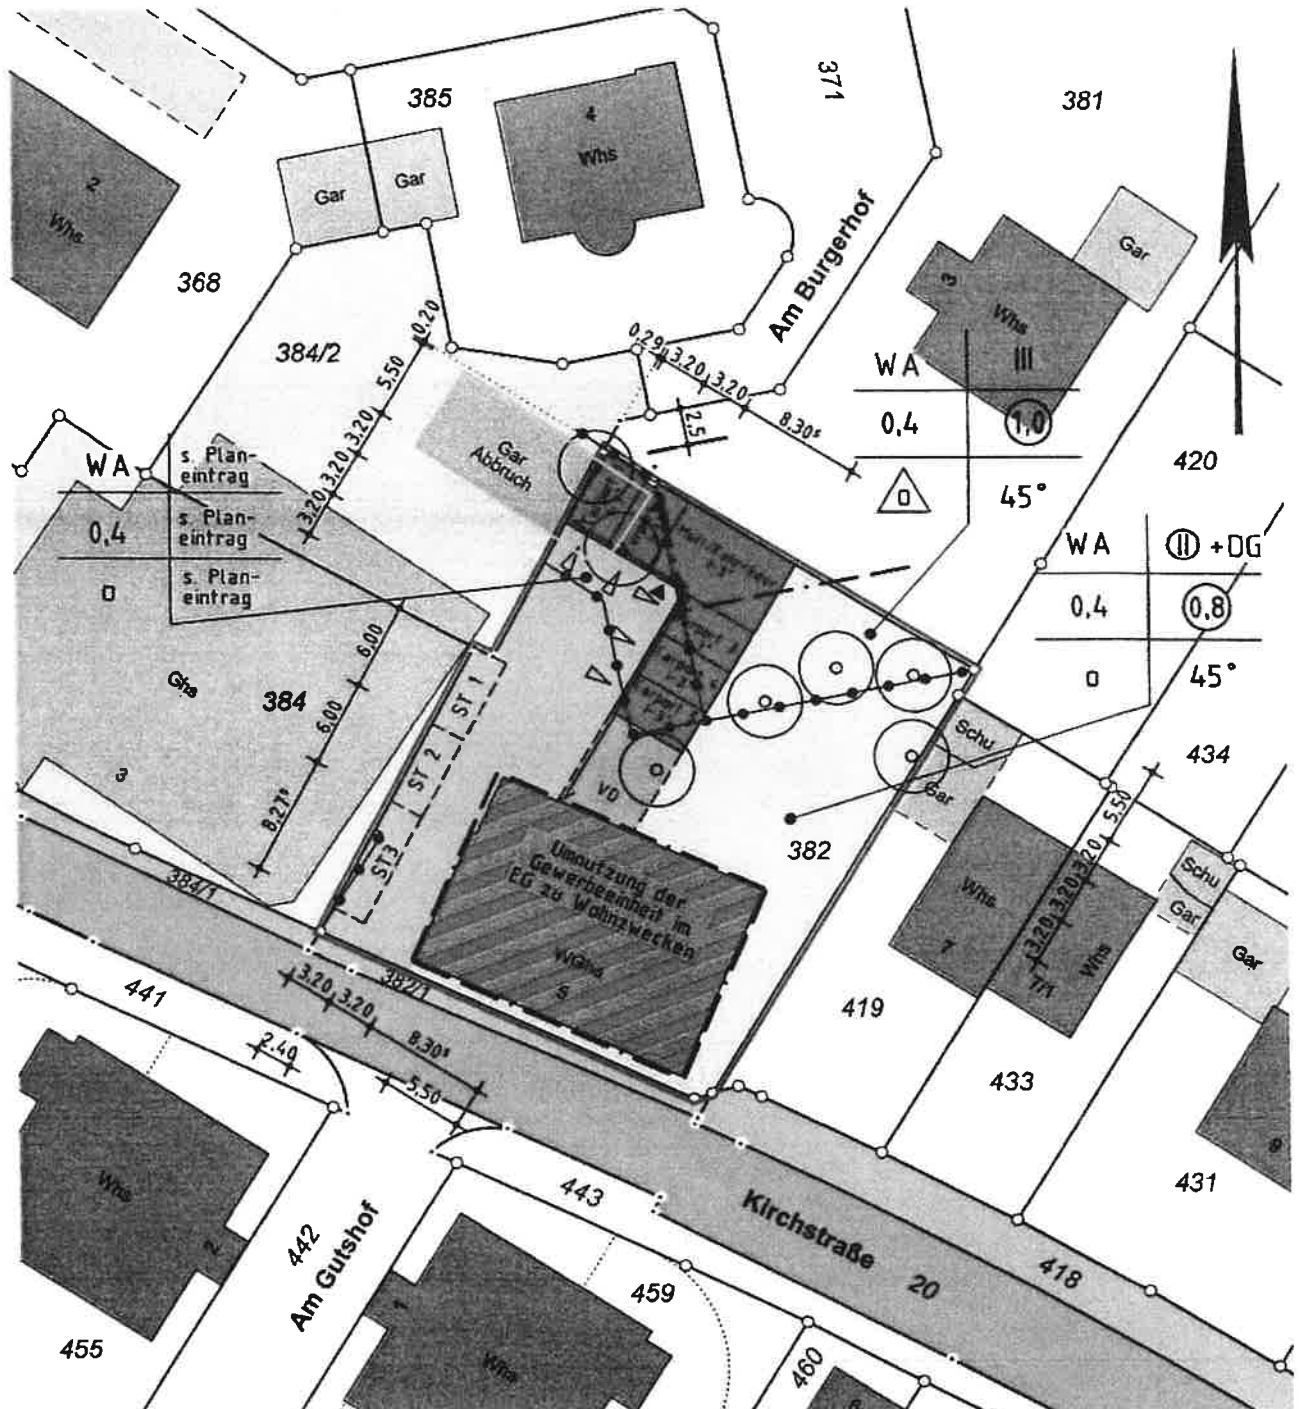 385
371
381
4
Whs
Gar
Gar
2
Whs
368
Am Burgerhof
Gar
3
Whs
384/2
0.20
5.50
3.20
3.20
3.20
0.29
3.20
3.20
8.30⁵
2.5
WA
III
0,4
1,0
o
45°
420
Gar
Abbruch
WA
s. Plan-
eintrag
0,4
s. Plan-
eintrag
o
s. Plan-
eintrag
WA
II +DG
0,4
0,8
o
45°
Ghs
384
3
6.00
6.00
8.27⁵
ST 1
ST 2
ST3
VD
Schu
Gar
434
382
5.50
3.20
3.20
3.20
Umnutzung der
Gewerbeeinheit im
EG zu Wohnzwecken
WGhs
5
Whs
7
Whs
7/1
Schu
Gar
Gar
384/1
382/1
441
3.20
3.20
8.30⁵
2.40
5.50
419
433
431
9
Whs
2
442
Am Gutshof
443
Kirchstraße
20
418
455
1
Whs
459
460